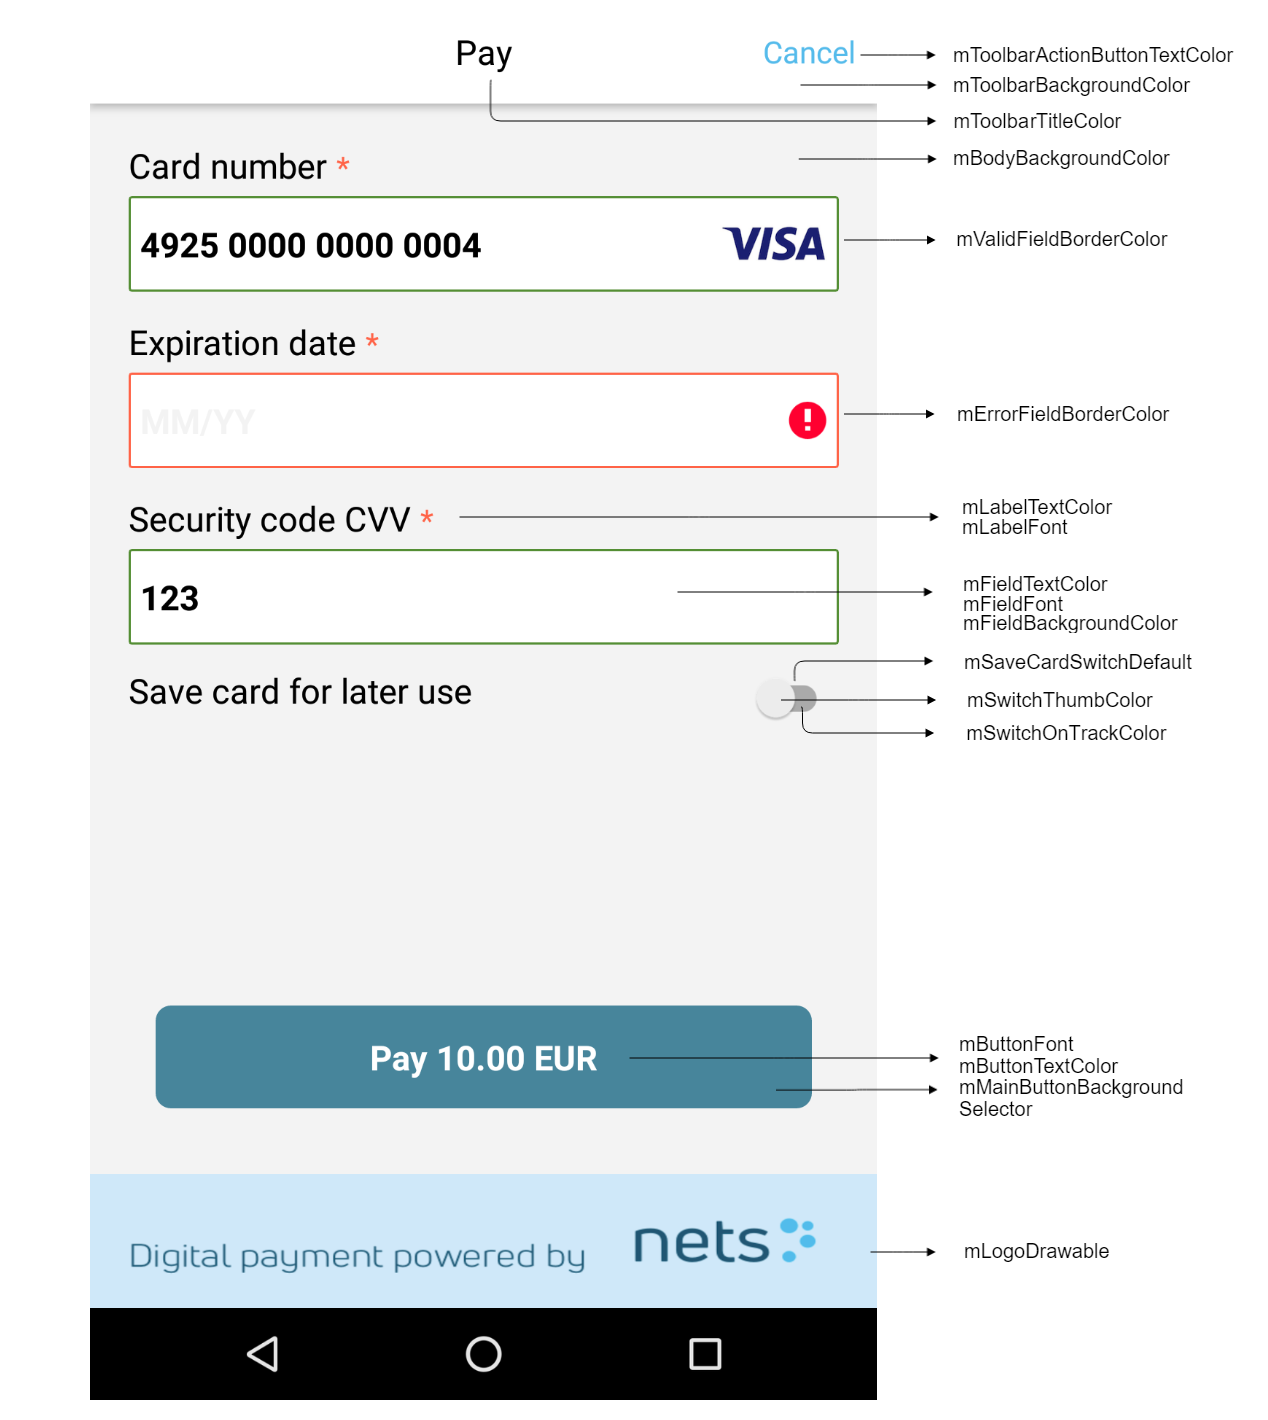 Pay
Cancel
mToolbarActionButtonTextColor
mToolbarBackgroundColor
mToolbarTitleColor
mBodyBackgroundColor
Card number *
4925 0000 0000 0004
VISA
mValidFieldBorderColor
Expiration date *
MM/YY
mErrorFieldBorderColor
Security code CVV *
mLabelTextColor
mLabelFont
123
mFieldTextColor
mFieldFont
mFieldBackgroundColor
Save card for later use
mSaveCardSwitchDefault
mSwitchThumbColor
mSwitchOnTrackColor
Pay 10.00 EUR
mButtonFont
mButtonTextColor
mMainButtonBackground
Selector
Digital payment powered by
nets
mLogoDrawable